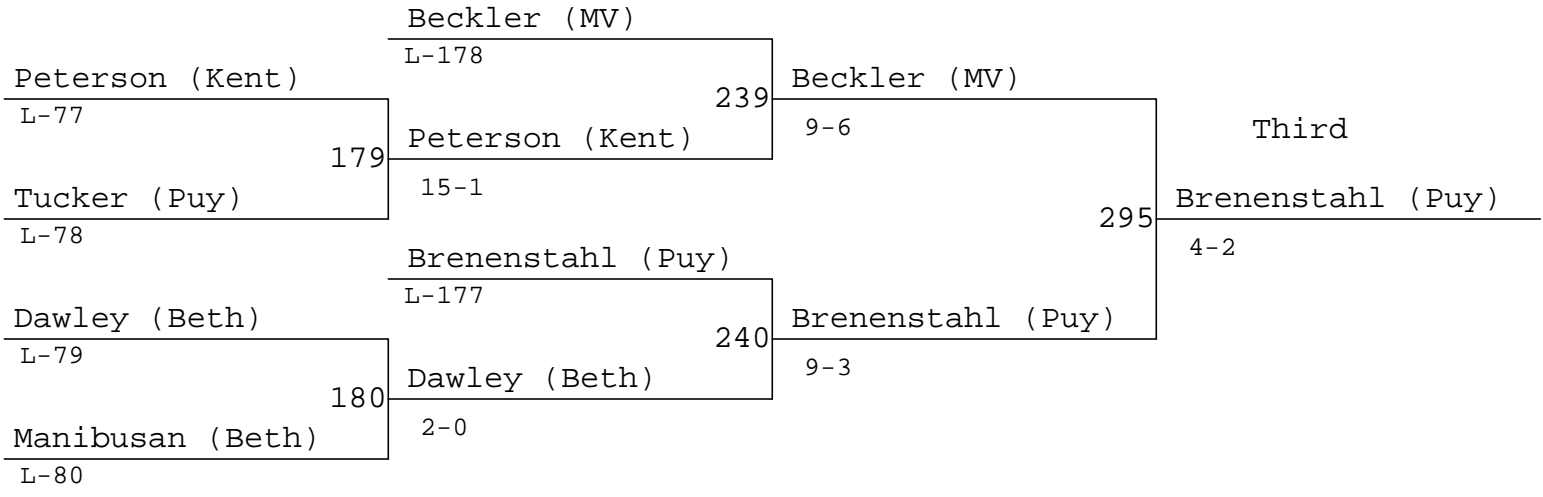 Beckler (MV)
L-178
Peterson (Kent)
L-77
239
Beckler (MV)
9-6
Third
179
Peterson (Kent)
15-1
Tucker (Puy)
L-78
295
Brenenstahl (Puy)
4-2
Brenenstahl (Puy)
L-177
Dawley (Beth)
L-79
240
Brenenstahl (Puy)
9-3
180
Dawley (Beth)
2-0
Manibusan (Beth)
L-80